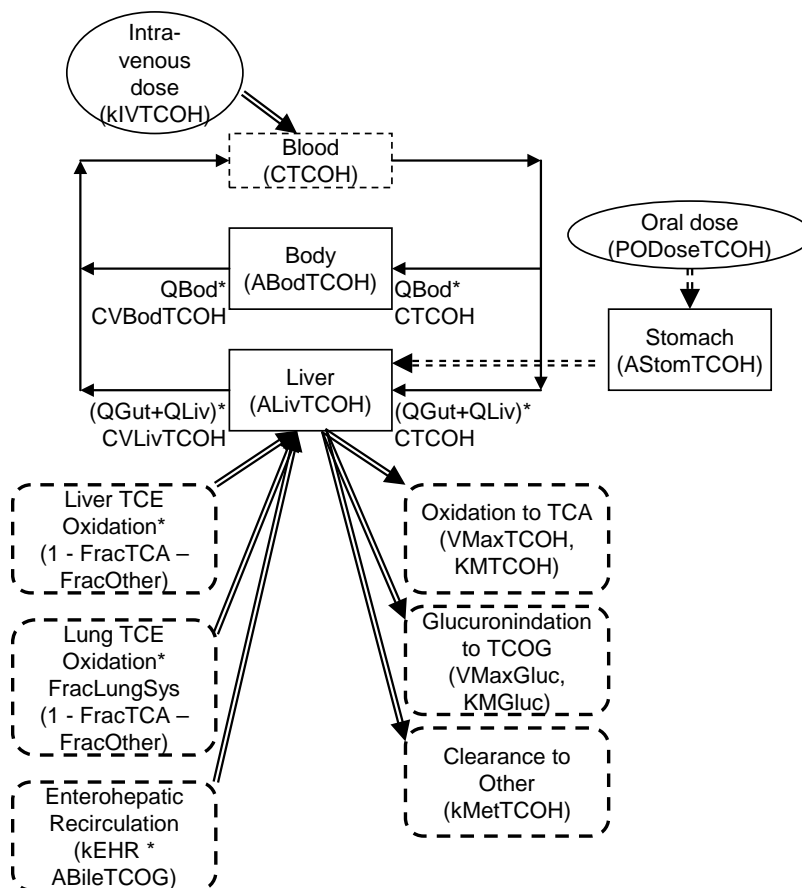 Intra-
venous
dose
(kIVTCOH)
Blood
(CTCOH)
Oral dose
(PODoseTCOH)
Body
(ABodTCOH)
QBod*
CVBodTCOH
QBod*
CTCOH
Stomach
(AStomTCOH)
Liver
(ALivTCOH)
(QGut+QLiv)*
CVLivTCOH
(QGut+QLiv)*
CTCOH
Liver TCE
Oxidation*
(1 - FracTCA –
FracOther)
Oxidation to TCA
(VMaxTCOH,
KMTCOH)
Lung TCE
Oxidation*
FracLungSys
(1 - FracTCA –
FracOther)
Glucuronindation
to TCOG
(VMaxGluc,
KMGluc)
Enterohepatic
Recirculation
(kEHR *
ABileTCOG)
Clearance to
Other
(kMetTCOH)